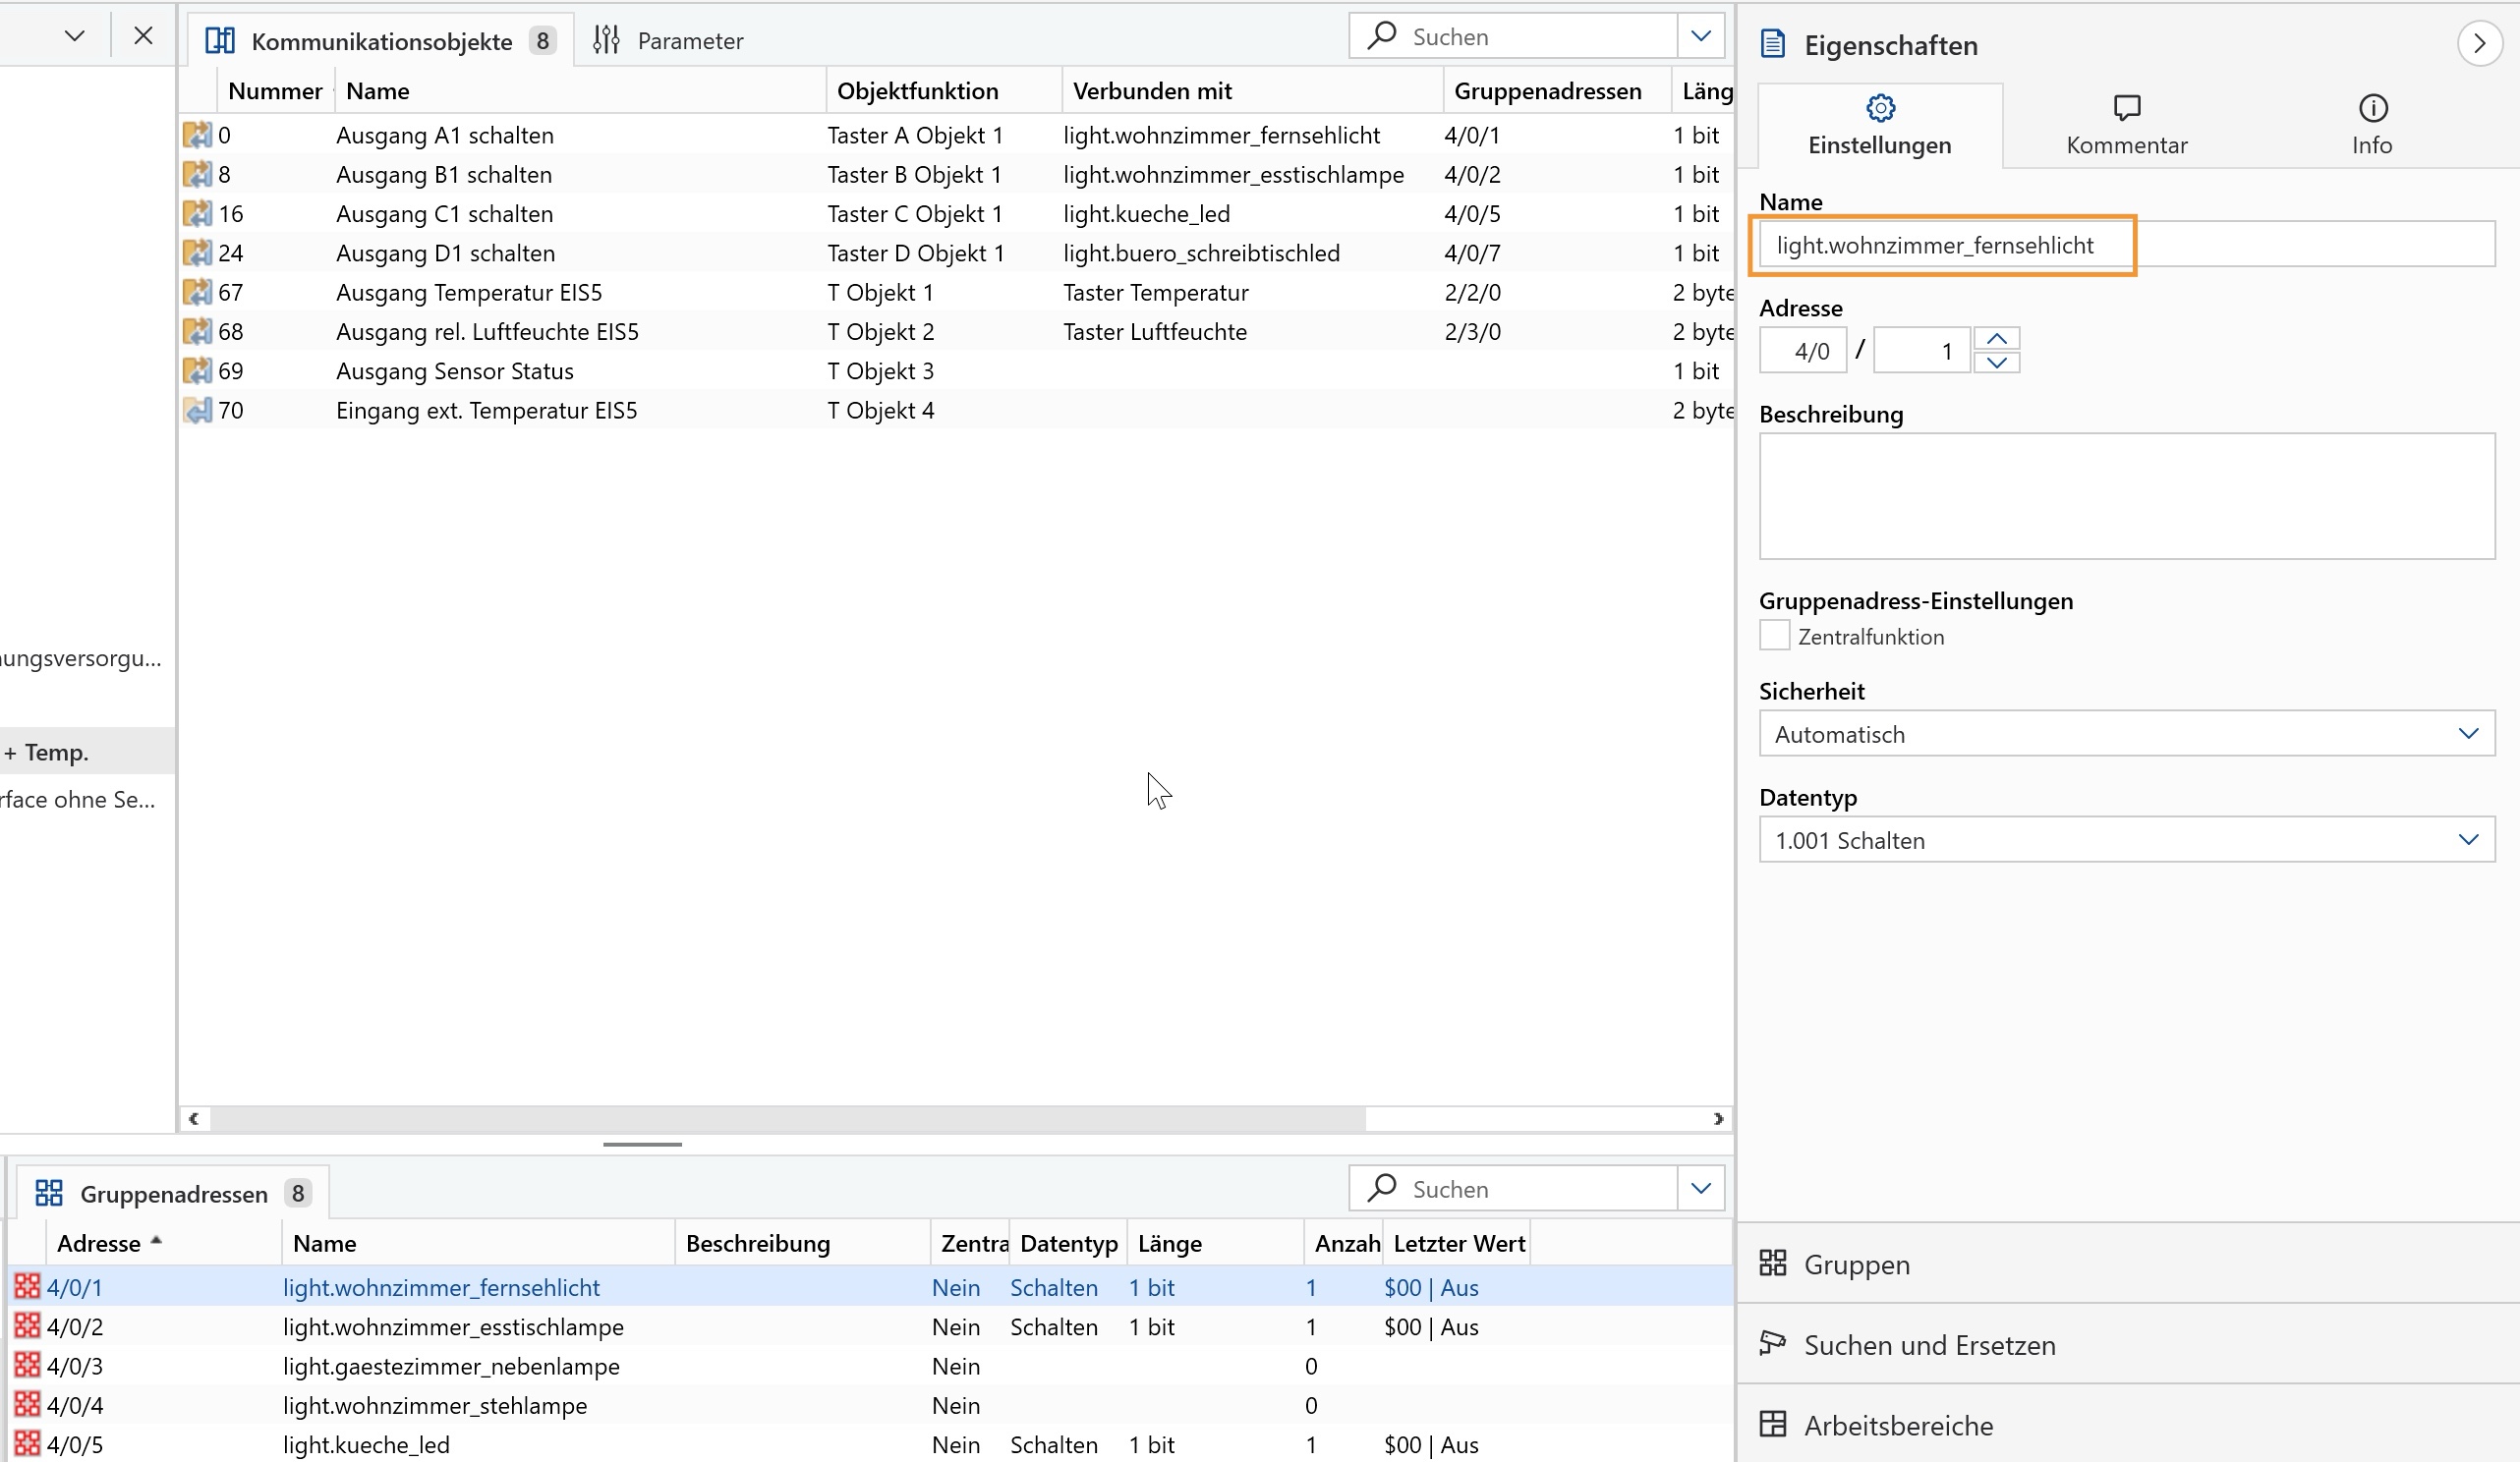 Kommunikationsobjekte 8 Parameter Suchen
Nummer Name Objektfunktion Verbunden mit Gruppenadressen Läng
0 Ausgang A1 schalten Taster A Objekt 1 light.wohnzimmer_fernsehlicht 4/0/1 1 bit
8 Ausgang B1 schalten Taster B Objekt 1 light.wohnzimmer_esstischlampe 4/0/2 1 bit
16 Ausgang C1 schalten Taster C Objekt 1 light.kueche_led 4/0/5 1 bit
24 Ausgang D1 schalten Taster D Objekt 1 light.buero_schreibtischled 4/0/7 1 bit
67 Ausgang Temperatur EIS5 T Objekt 1 Taster Temperatur 2/2/0 2 byte
68 Ausgang rel. Luftfeuchte EIS5 T Objekt 2 Taster Luftfeuchte 2/3/0 2 byte
69 Ausgang Sensor Status T Objekt 3 1 bit
70 Eingang ext. Temperatur EIS5 T Objekt 4 2 byte
nungsversorgu...
+ Temp.
rface ohne Se...
Gruppenadressen 8 Suchen
Adresse Name Beschreibung Zentra Datentyp Länge Anzah Letzter Wert
4/0/1 light.wohnzimmer_fernsehlicht Nein Schalten 1 bit 1 $00 | Aus
4/0/2 light.wohnzimmer_esstischlampe Nein Schalten 1 bit 1 $00 | Aus
4/0/3 light.gaestezimmer_nebenlampe Nein 0
4/0/4 light.wohnzimmer_stehlampe Nein 0
4/0/5 light.kueche_led Nein Schalten 1 bit 1 $00 | Aus
Eigenschaften
Einstellungen Kommentar Info
Name
light.wohnzimmer_fernsehlicht
Adresse
4/0 / 1
Beschreibung
Gruppenadress-Einstellungen
Zentralfunktion
Sicherheit
Automatisch
Datentyp
1.001 Schalten
Gruppen
Suchen und Ersetzen
Arbeitsbereiche